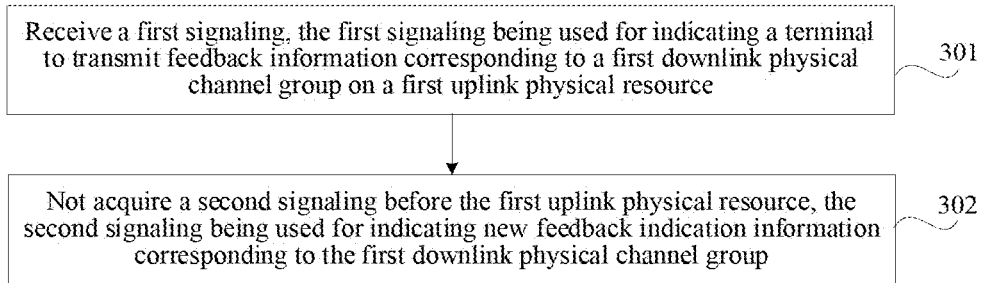 Receive a first signaling, the first signaling being used for indicating a terminal
to transmit feedback information corresponding to a first downlink physical
channel group on a first uplink physical resource
301
Not acquire a second signaling before the first uplink physical resource, the
second signaling being used for indicating new feedback indication information
corresponding to the first downlink physical channel group
302